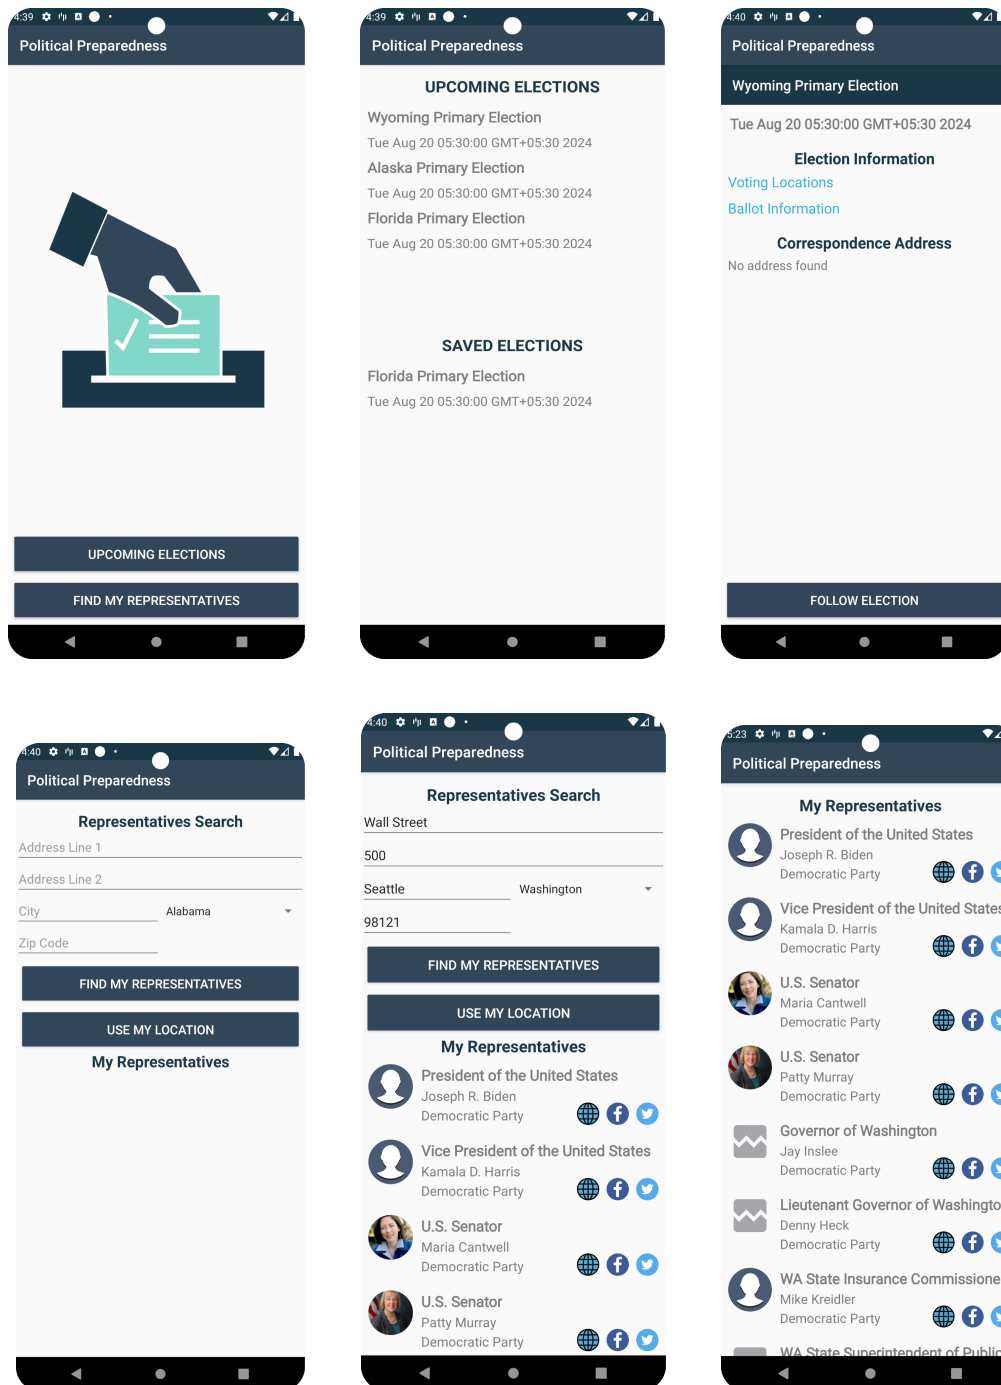 4:39
Political Preparedness
UPCOMING ELECTIONS
FIND MY REPRESENTATIVES
4:39
Political Preparedness
UPCOMING ELECTIONS
Wyoming Primary Election
Tue Aug 20 05:30:00 GMT+05:30 2024
Alaska Primary Election
Tue Aug 20 05:30:00 GMT+05:30 2024
Florida Primary Election
Tue Aug 20 05:30:00 GMT+05:30 2024
SAVED ELECTIONS
Florida Primary Election
Tue Aug 20 05:30:00 GMT+05:30 2024
4:40
Political Preparedness
Wyoming Primary Election
Tue Aug 20 05:30:00 GMT+05:30 2024
Election Information
Voting Locations
Ballot Information
Correspondence Address
No address found
FOLLOW ELECTION
4:40
Political Preparedness
Representatives Search
Address Line 1
Address Line 2
City
Alabama
Zip Code
FIND MY REPRESENTATIVES
USE MY LOCATION
My Representatives
4:40
Political Preparedness
Representatives Search
Wall Street
500
Seattle
Washington
98121
FIND MY REPRESENTATIVES
USE MY LOCATION
My Representatives
President of the United States
Joseph R. Biden
Democratic Party
Vice President of the United States
Kamala D. Harris
Democratic Party
U.S. Senator
Maria Cantwell
Democratic Party
U.S. Senator
Patty Murray
Democratic Party
5:23
Political Preparedness
My Representatives
President of the United States
Joseph R. Biden
Democratic Party
Vice President of the United States
Kamala D. Harris
Democratic Party
U.S. Senator
Maria Cantwell
Democratic Party
U.S. Senator
Patty Murray
Democratic Party
Governor of Washington
Jay Inslee
Democratic Party
Lieutenant Governor of Washingto
Denny Heck
Democratic Party
WA State Insurance Commissione
Mike Kreidler
Democratic Party
WA State Superintendent of Public